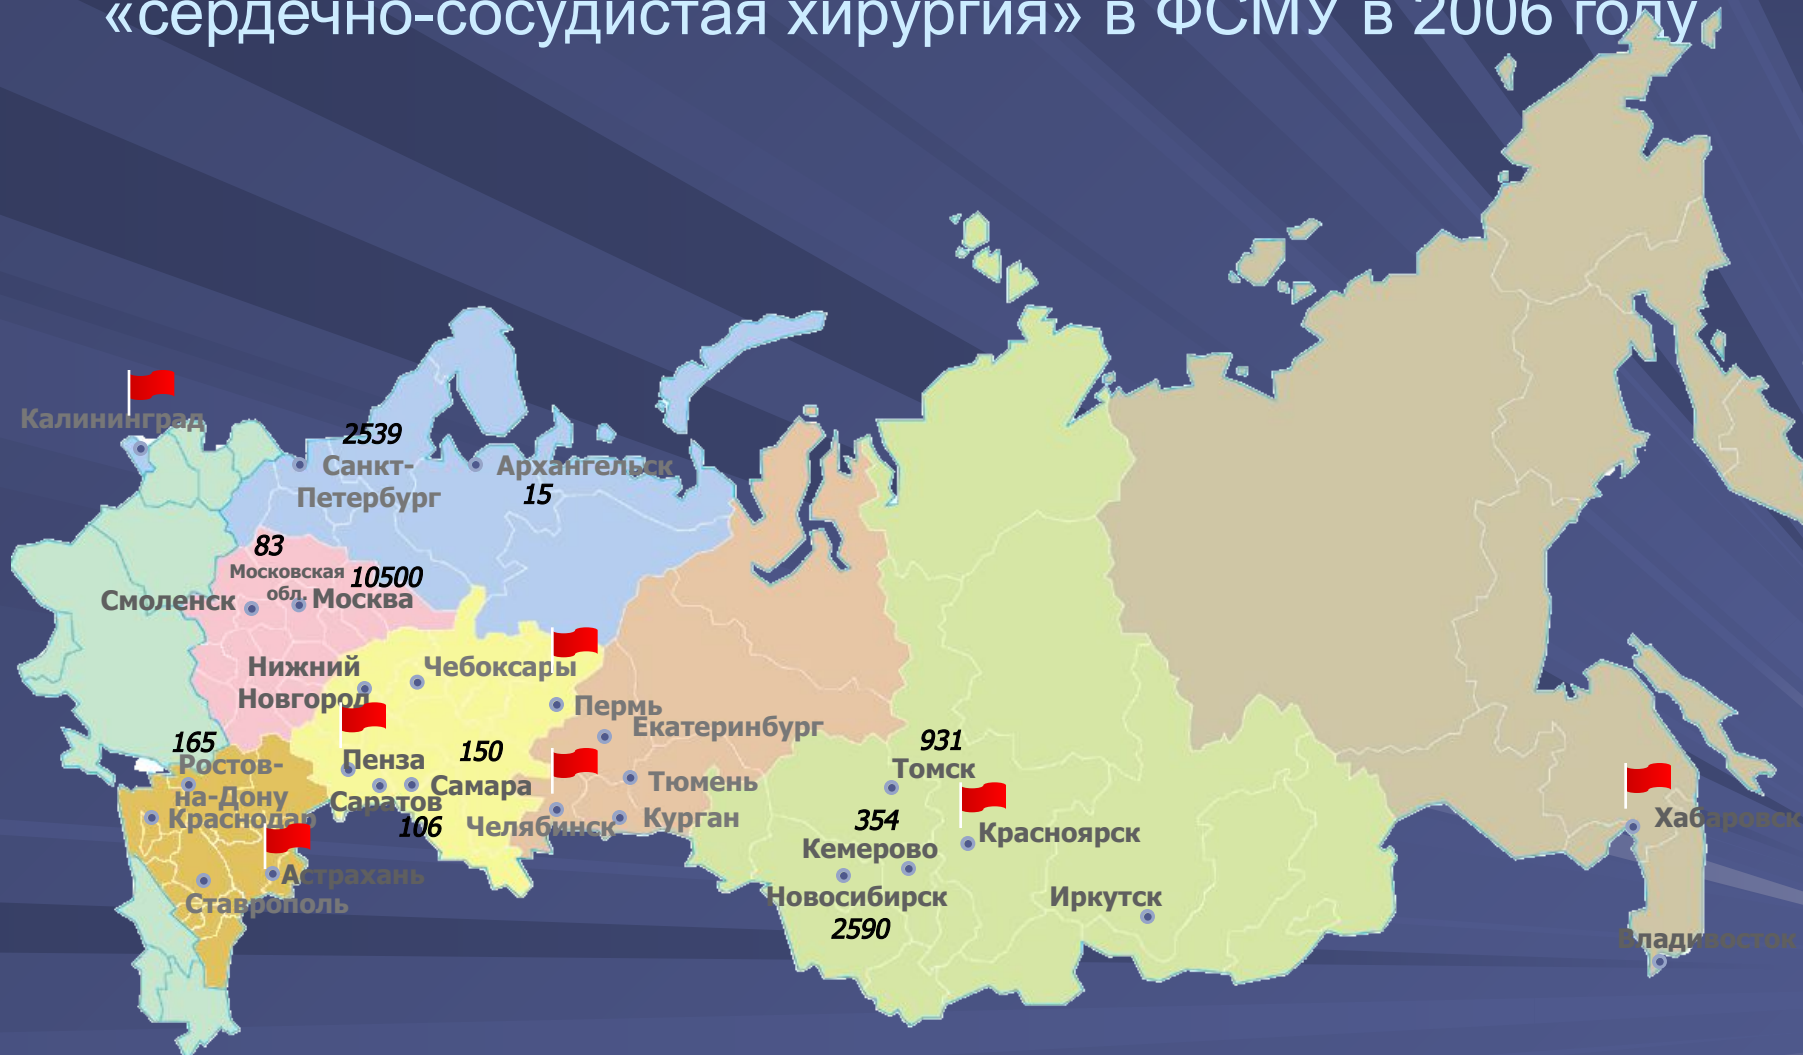 «сердечно-сосудистая хирургия» в ФСМУ в 2006 году
Калининград
2539
Санкт-
Петербург
Архангельск
15
83
Московская
обл.
10500
Смоленск
Москва
Нижний
Новгород
Чебоксары
Пермь
Екатеринбург
165
Ростов-
на-Дону
Краснодар
Пенза
150
Самара
Саратов
106
Тюмень
Челябинск
Курган
Астрахань
Ставрополь
931
Томск
354
Кемерово
Красноярск
Новосибирск
2590
Иркутск
Хабаровск
Владивосток